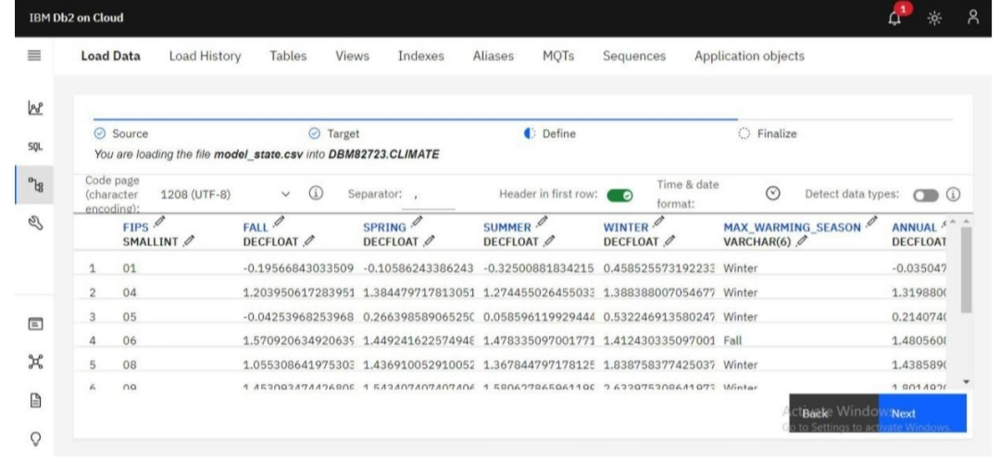 IBM Db2 on Cloud
1
Load Data Load History Tables Views Indexes Aliases MQTs Sequences Application objects
SQL
Source Target Define Finalize
You are loading the file model_state.csv into DBM82723.CLIMATE
Code page (character encoding): 1208 (UTF-8) Separator: , Header in first row: Time & date format: Detect data types:
FIPS FALL SPRING SUMMER WINTER MAX_WARMING_SEASON ANNUAL
SMALLINT DECFLOAT DECFLOAT DECFLOAT DECFLOAT VARCHAR(6) DECFLOAT
1 01 -0.19566843033509 -0.10586243386243 -0.32500881834215 0.458525573192233 Winter -0.035047
2 04 1.203950617283951 1.384479717813051 1.274455026455033 1.388388007054677 Winter 1.319880
3 05 -0.04253968253968 0.266398589065250 0.058596119929444 0.532246913580247 Winter 0.214074
4 06 1.570920634920639 1.449241622574948 1.478335097001771 1.412430335097001 Fall 1.480560
5 08 1.055308641975303 1.436910052910052 1.367844797178125 1.838758377425037 Winter 1.438589
6 09 1.453093474426805 1.543407407407406 1.580627865961199 2.633975308641973 Winter 1.801492
Back Next
Activate Windows
Go to Settings to activate Windows.